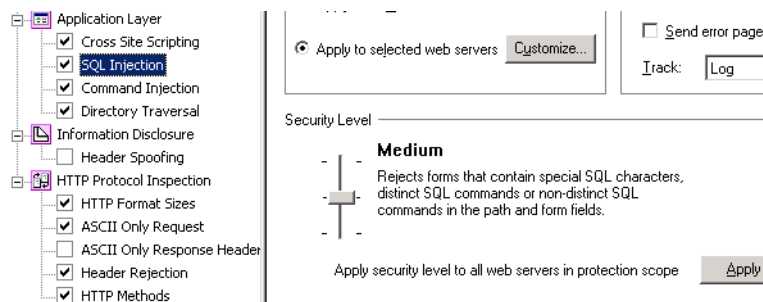 Application Layer
Cross Site Scripting
SQL Injection
Command Injection
Directory Traversal
Information Disclosure
Header Spoofing
HTTP Protocol Inspection
HTTP Format Sizes
ASCII Only Request
ASCII Only Response Header
Header Rejection
HTTP Methods
Apply to selected web servers
Customize...
Send error page
Track:
Log
Security Level
Medium
Rejects forms that contain special SQL characters,
distinct SQL commands or non-distinct SQL
commands in the path and form fields.
Apply security level to all web servers in protection scope
Apply